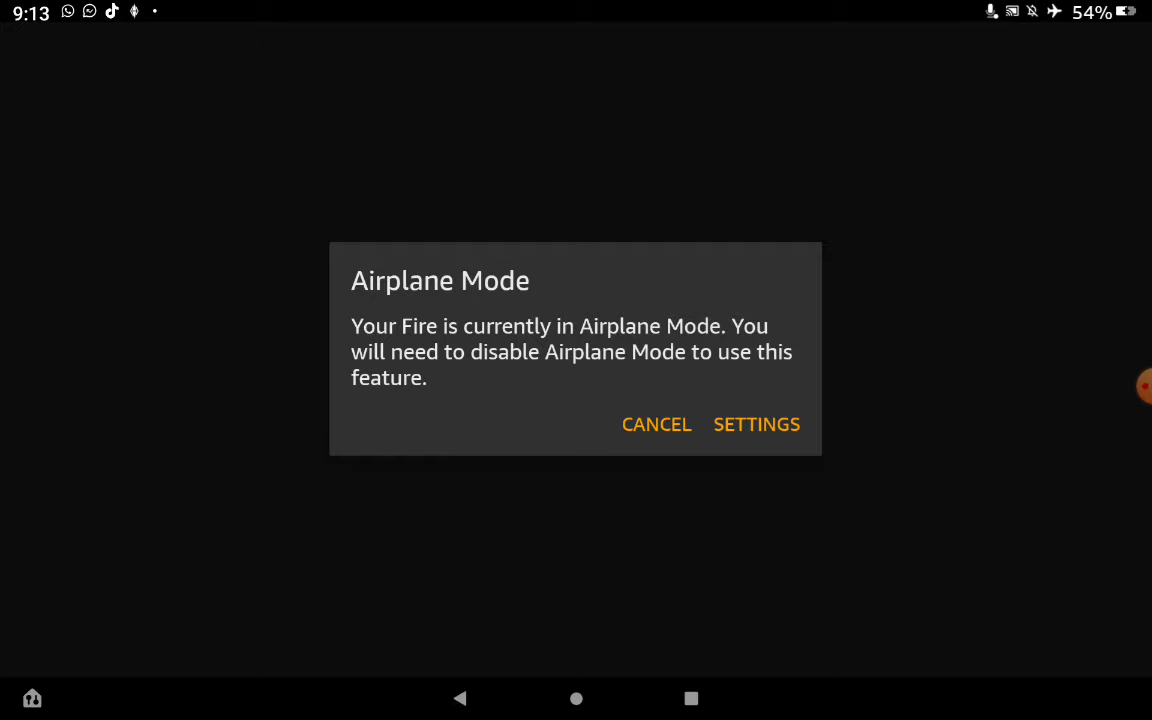 9:13
54%
Airplane Mode
Your Fire is currently in Airplane Mode. You
will need to disable Airplane Mode to use this
feature.
CANCEL SETTINGS